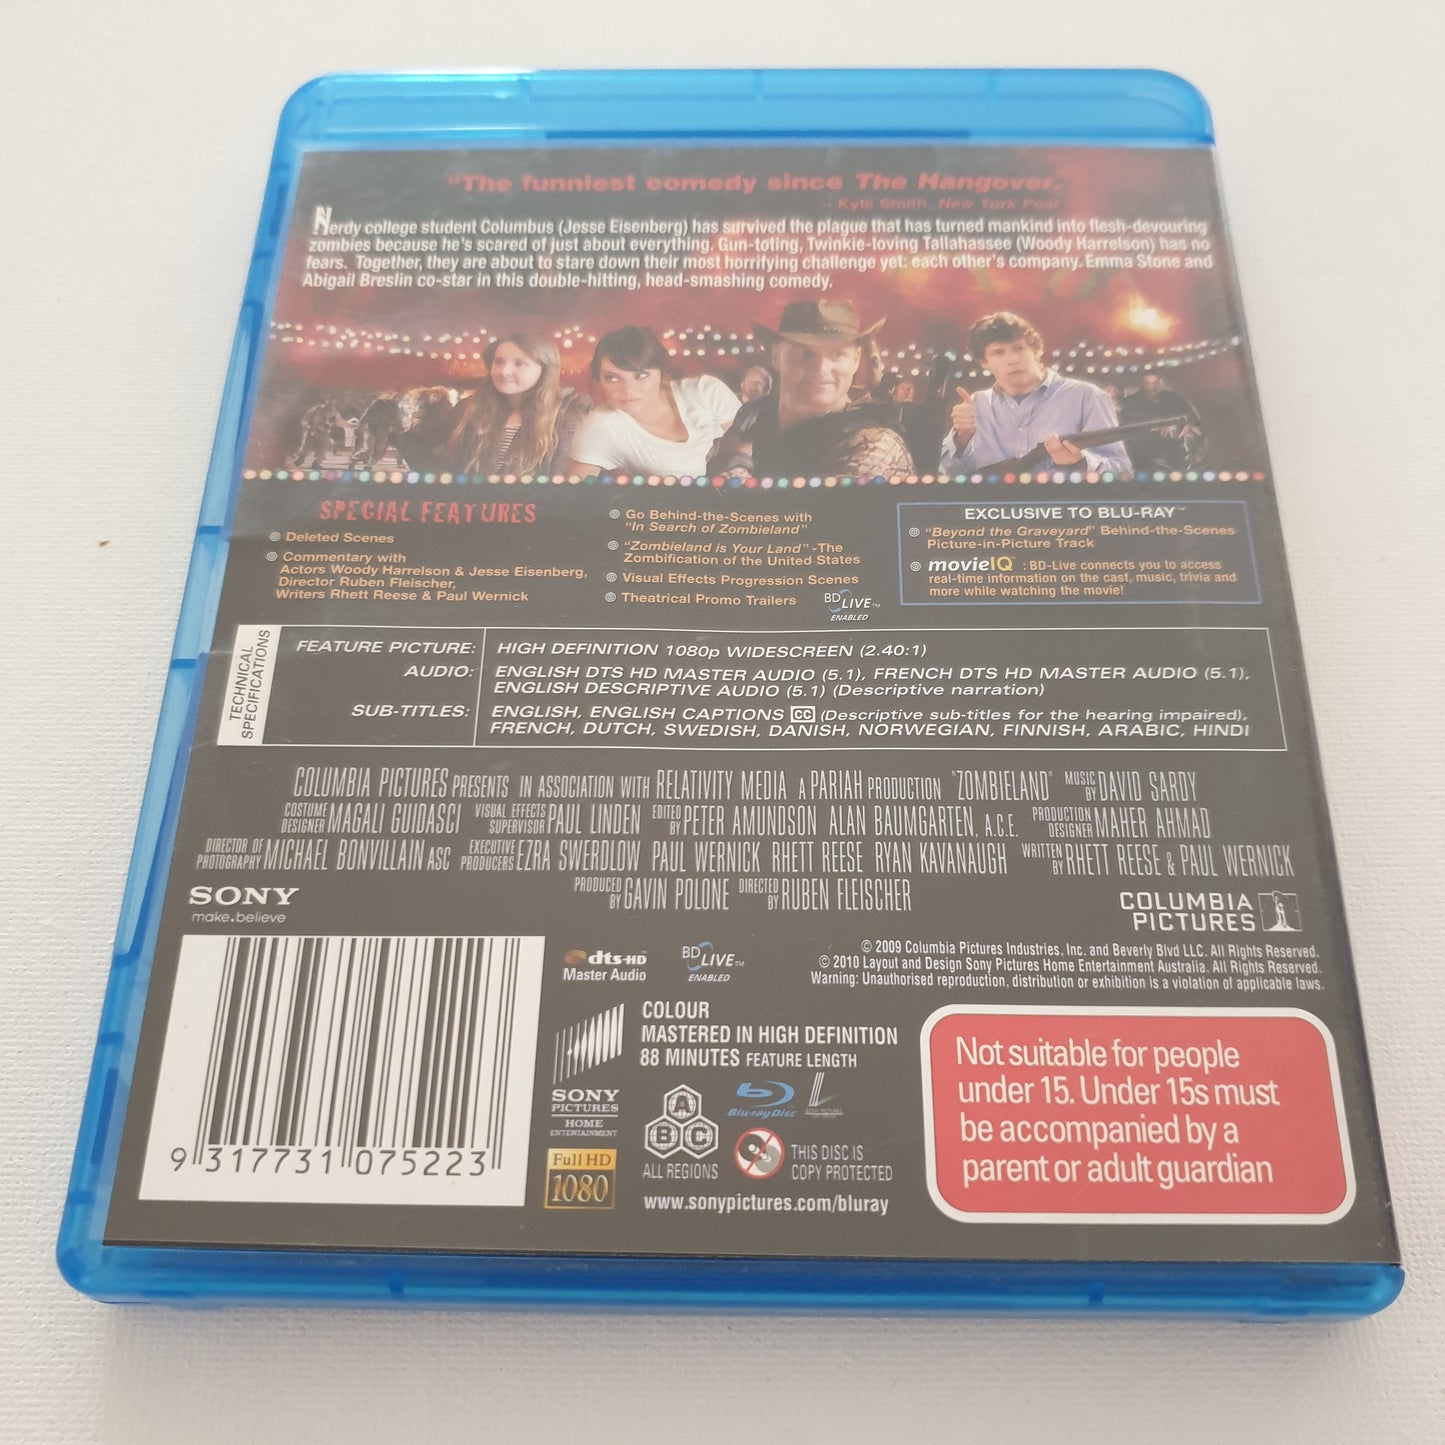 "The funniest comedy since The Hangover."
- Kyle Smith, New York Post
Nerdy college student Columbus (Jesse Eisenberg) has survived the plague that has turned mankind into flesh-devouring
zombies because he's scared of just about everything. Gun-toting, Twinkie-loving Tallahassee (Woody Harrelson) has no
fears. Together, they are about to stare down their most horrifying challenge yet: each other's company. Emma Stone and
Abigail Breslin co-star in this double-hitting, head-smashing comedy.
SPECIAL FEATURES
Deleted Scenes
Commentary with
Actors Woody Harrelson & Jesse Eisenberg,
Director Ruben Fleischer,
Writers Rhett Reese & Paul Wernick
Go Behind-the-Scenes with
"In Search of Zombieland"
"Zombieland is Your Land" -The
Zombification of the United States
Visual Effects Progression Scenes
Theatrical Promo Trailers
BD LIVE™
ENABLED
EXCLUSIVE TO BLU-RAY™
"Beyond the Graveyard" Behind-the-Scenes
Picture-in-Picture Track
movieIQ™ : BD-Live connects you to access
real-time information on the cast, music, trivia and
more while watching the movie!
TECHNICAL
SPECIFICATIONS
FEATURE PICTURE: HIGH DEFINITION 1080p WIDESCREEN (2.40:1)
AUDIO: ENGLISH DTS HD MASTER AUDIO (5.1), FRENCH DTS HD MASTER AUDIO (5.1),
ENGLISH DESCRIPTIVE AUDIO (5.1) (Descriptive narration)
SUB-TITLES: ENGLISH, ENGLISH CAPTIONS CC (Descriptive sub-titles for the hearing impaired),
FRENCH, DUTCH, SWEDISH, DANISH, NORWEGIAN, FINNISH, ARABIC, HINDI
COLUMBIA PICTURES PRESENTS IN ASSOCIATION WITH RELATIVITY MEDIA A PARIAH PRODUCTION "ZOMBIELAND" MUSIC BY DAVID SARDY
COSTUME DESIGNER MAGALI GUIDASCI VISUAL EFFECTS SUPERVISOR PAUL LINDEN EDITED BY PETER AMUNDSON ALAN BAUMGARTEN, A.C.E. PRODUCTION DESIGNER MAHER AHMAD
DIRECTOR OF PHOTOGRAPHY MICHAEL BONVILLAIN ASC EXECUTIVE PRODUCERS EZRA SWERDLOW PAUL WERNICK RHETT REESE RYAN KAVANAUGH WRITTEN BY RHETT REESE & PAUL WERNICK
PRODUCED BY GAVIN POLONE DIRECTED BY RUBEN FLEISCHER
SONY
make.believe
COLUMBIA
PICTURES
9 317731 075223
dts-HD
Master Audio
BD LIVE™
ENABLED
© 2009 Columbia Pictures Industries, Inc. and Beverly Blvd LLC. All Rights Reserved.
© 2010 Layout and Design Sony Pictures Home Entertainment Australia. All Rights Reserved.
Warning: Unauthorised reproduction, distribution or exhibition is a violation of applicable laws.
COLOUR
MASTERED IN HIGH DEFINITION
88 MINUTES FEATURE LENGTH
SONY
PICTURES
HOME
ENTERTAINMENT
Full HD
1080
A
B C
ALL REGIONS
Blu-ray Disc
THIS DISC IS
COPY PROTECTED
www.sonypictures.com/bluray
Not suitable for people
under 15. Under 15s must
be accompanied by a
parent or adult guardian